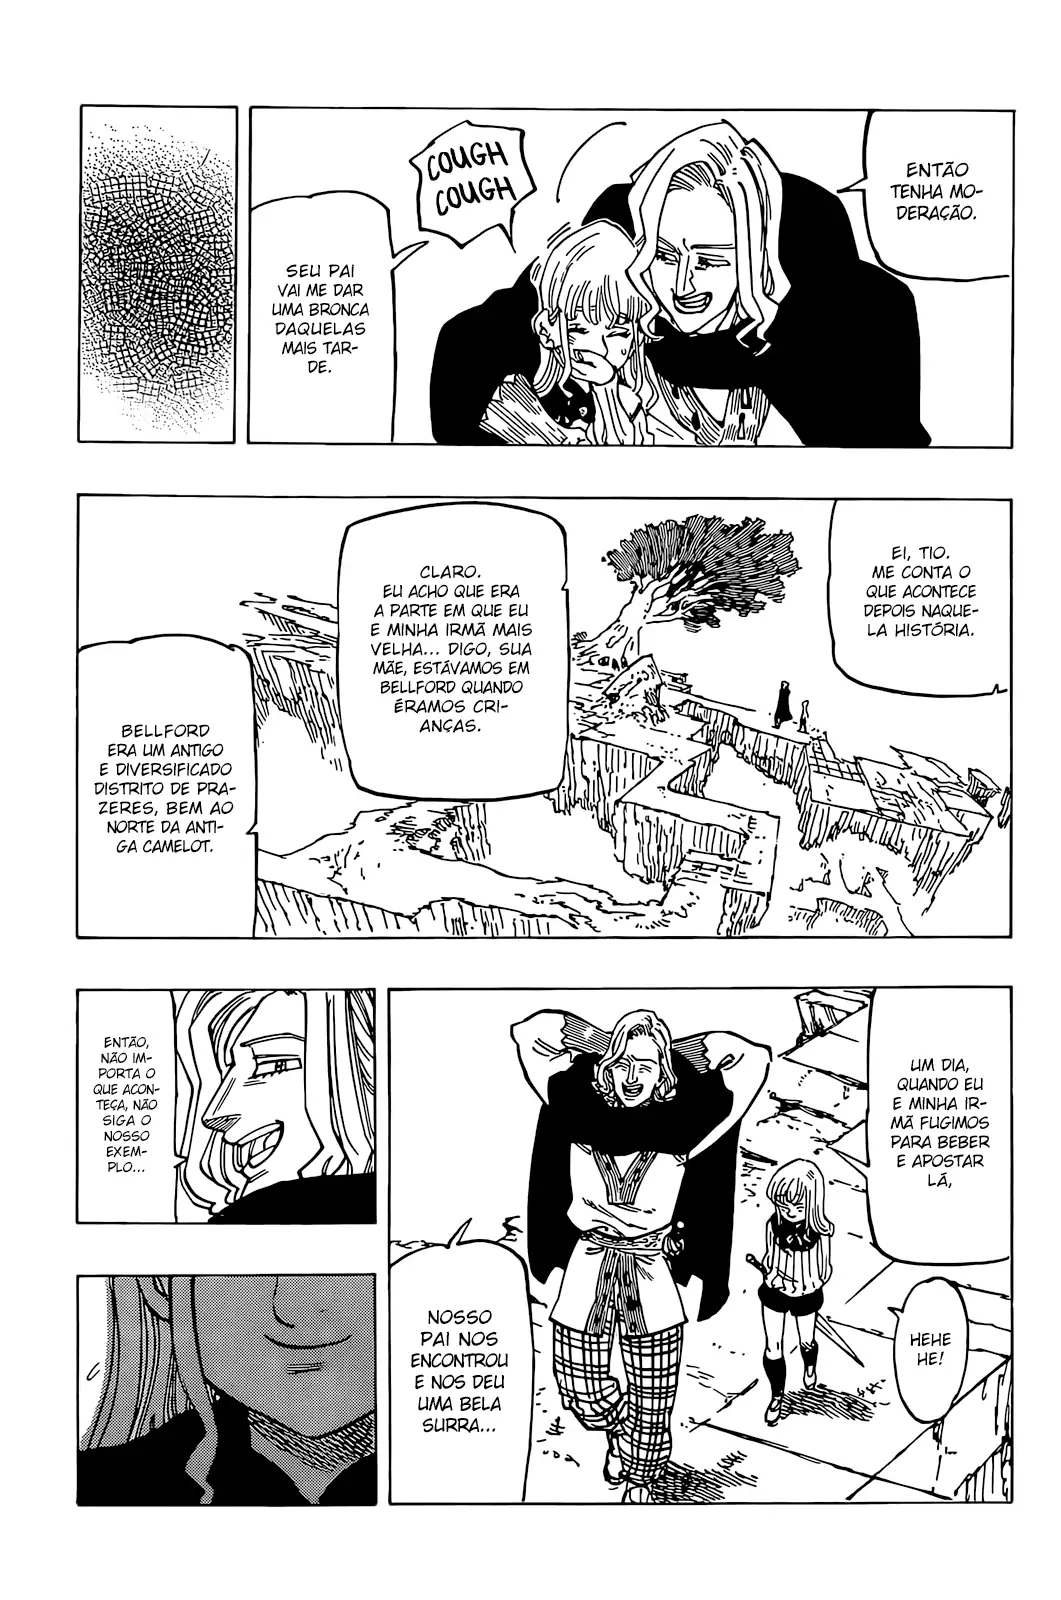 ENTÃO
TENHA MO-
DERAÇÃO.
COUGH
COUGH
SEU PAI
VAI ME DAR
UMA BRONCA
DAQUELAS
MAIS TAR-
DE.
EI, TIO.
ME CONTA O
QUE ACONTECE
DEPOIS NAQUE-
LA HISTÓRIA.
CLARO.
EU ACHO QUE ERA
A PARTE EM QUE EU
E MINHA IRMÃ MAIS
VELHA... DIGO, SUA
MÃE, ESTÁVAMOS EM
BELLFORD QUANDO
ÉRAMOS CRI-
ANÇAS.
BELLFORD
ERA UM ANTIGO
E DIVERSIFICADO
DISTRITO DE PRA-
ZERES, BEM AO
NORTE DA ANTI-
GA CAMELOT.
UM DIA,
QUANDO EU
E MINHA IR-
MÃ FUGIMOS
PARA BEBER
E APOSTAR
LÁ,
HEHE
HE!
NOSSO
PAI NOS
ENCONTROU
E NOS DEU
UMA BELA
SURRA...
ENTÃO,
NÃO IM-
PORTA O
QUE ACON-
TEÇA, NÃO
SIGA O
NOSSO
EXEM-
PLO...